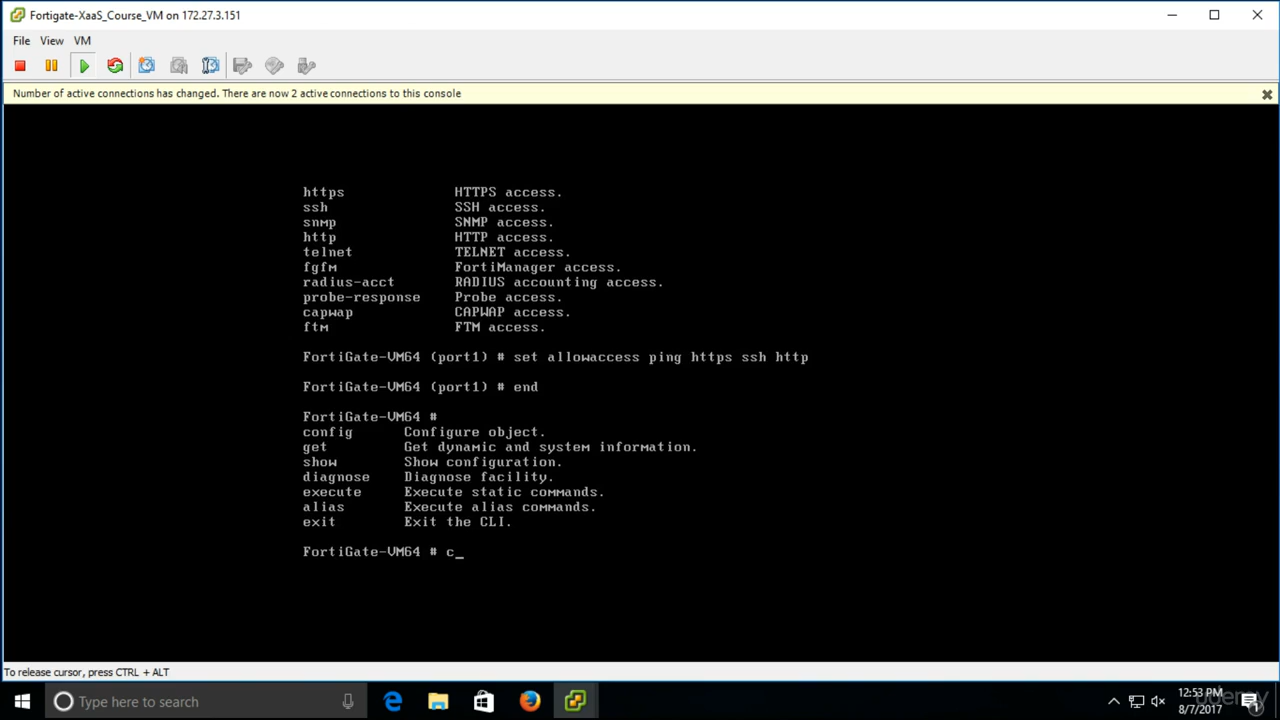 Fortigate-XaaS_Course_VM on 172.27.3.151
File View VM
Number of active connections has changed. There are now 2 active connections to this console
https HTTPS access.
ssh SSH access.
snmp SNMP access.
http HTTP access.
telnet TELNET access.
fgfm FortiManager access.
radius-acct RADIUS accounting access.
probe-response Probe access.
capwap CAPWAP access.
ftm FTM access.
FortiGate-VM64 (port1) # set allowaccess ping https ssh http
FortiGate-VM64 (port1) # end
FortiGate-VM64 #
config Configure object.
get Get dynamic and system information.
show Show configuration.
diagnose Diagnose facility.
execute Execute static commands.
alias Execute alias commands.
exit Exit the CLI.
FortiGate-VM64 # c_
To release cursor, press CTRL + ALT
Type here to search
12:53 PM
8/7/2017
udemy
1